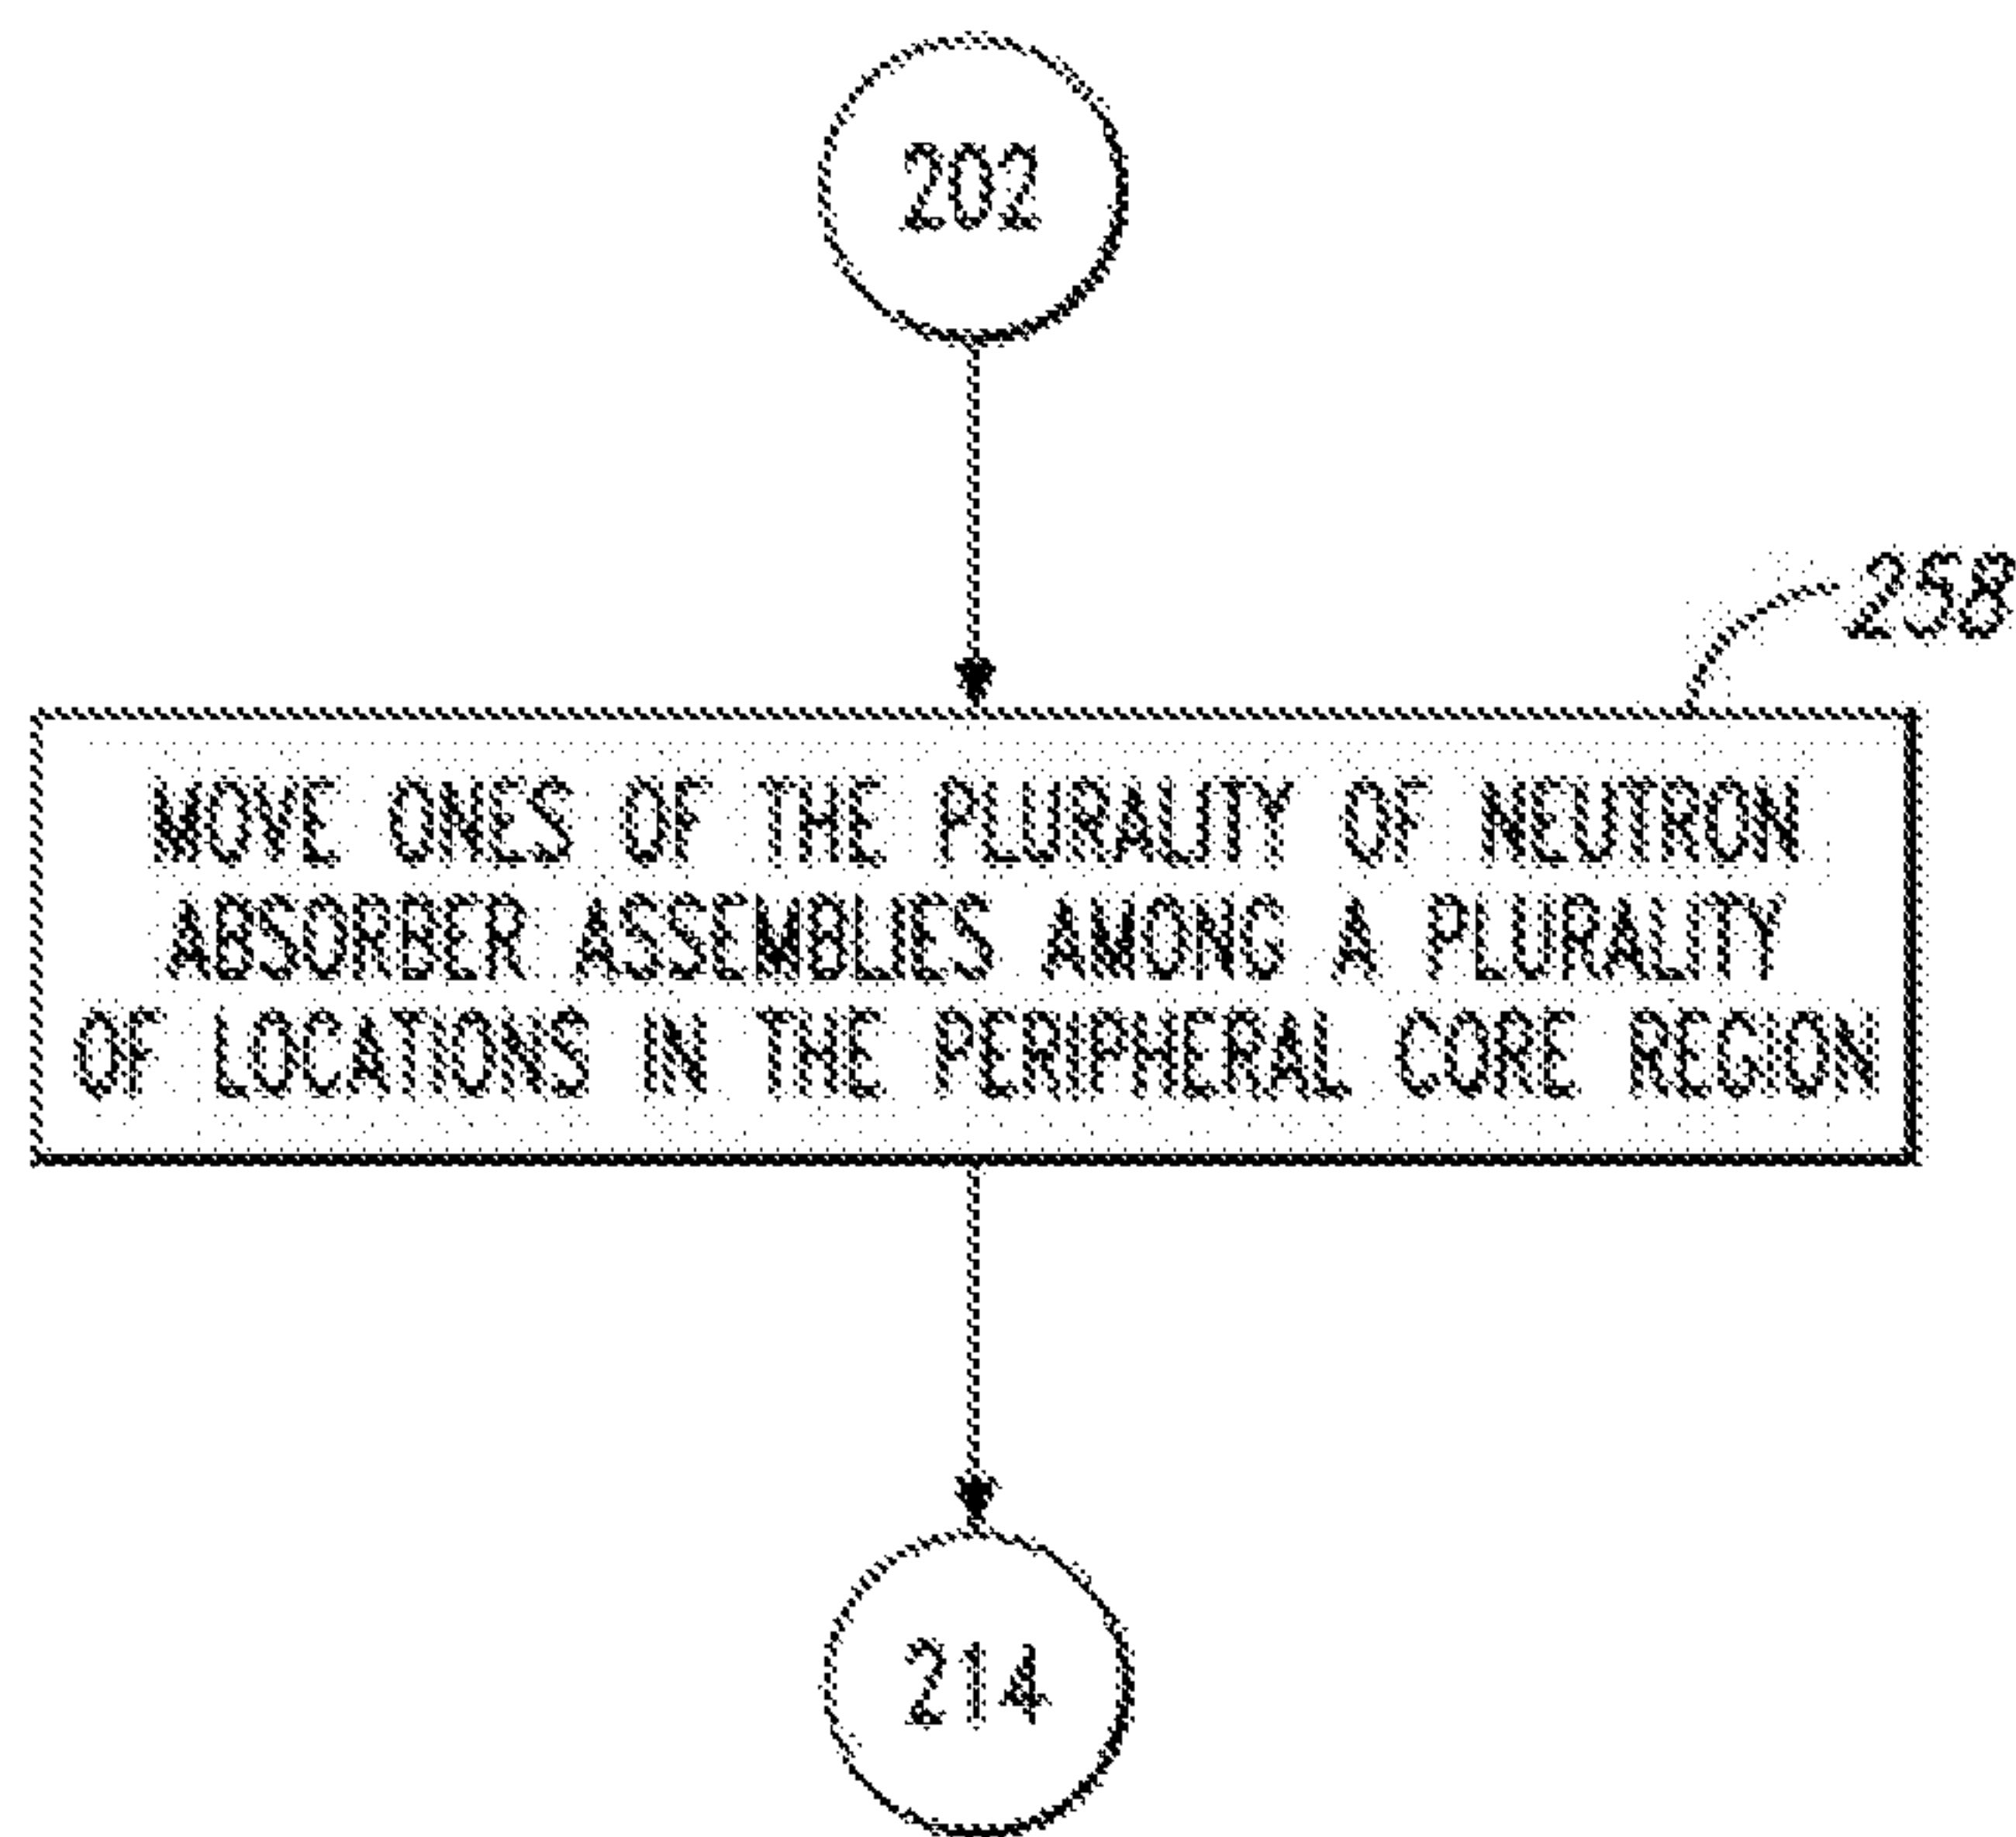 202
258
MOVE ONES OF THE PLURALITY OF NEUTRON
ABSORBER ASSEMBLIES AMONG A PLURALITY
OF LOCATIONS IN THE PERIPHERAL CORE REGION
214